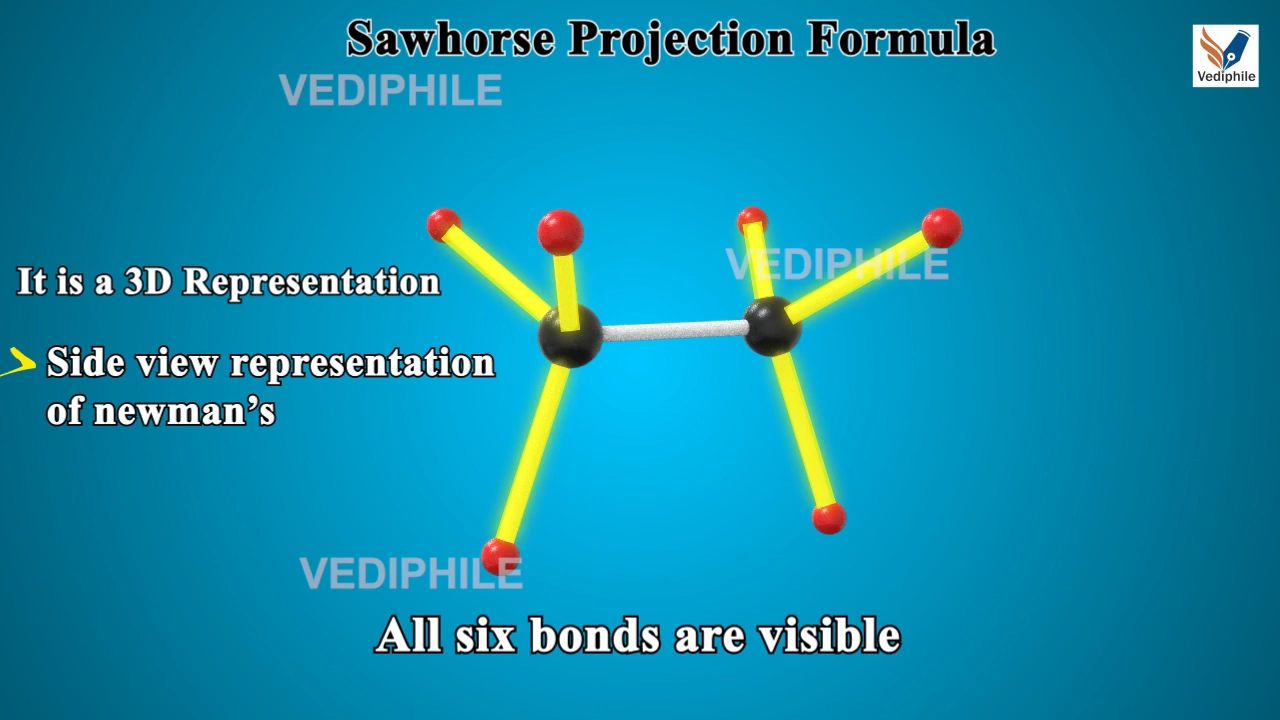 Sawhorse Projection Formula
Vediphile
VEDIPHILE
VEDIPHILE
It is a 3D Representation
Side view representation
of newman's
VEDIPHILE
All six bonds are visible